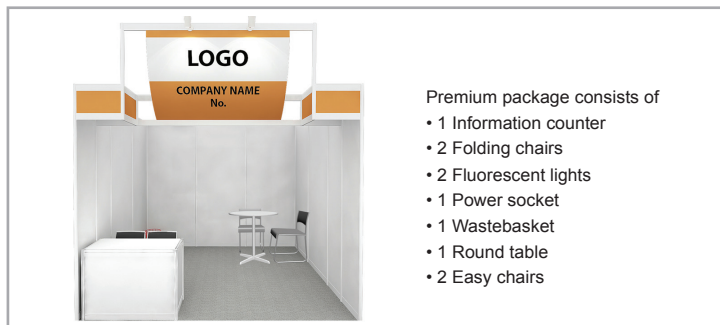 LOGO
COMPANY NAME
No.
Premium package consists of
• 1 Information counter
• 2 Folding chairs
• 2 Fluorescent lights
• 1 Power socket
• 1 Wastebasket
• 1 Round table
• 2 Easy chairs